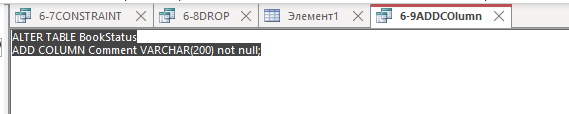 6-7CONSTRAINT
6-8DROP
Элемент1
6-9ADDCOlumn
ALTER TABLE BookStatus
ADD COLUMN Comment VARCHAR(200) not null;